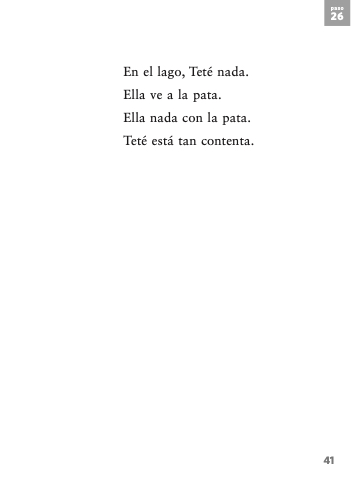 paso
26
En el lago, Teté nada.
Ella ve a la pata.
Ella nada con la pata.
Teté está tan contenta.
41